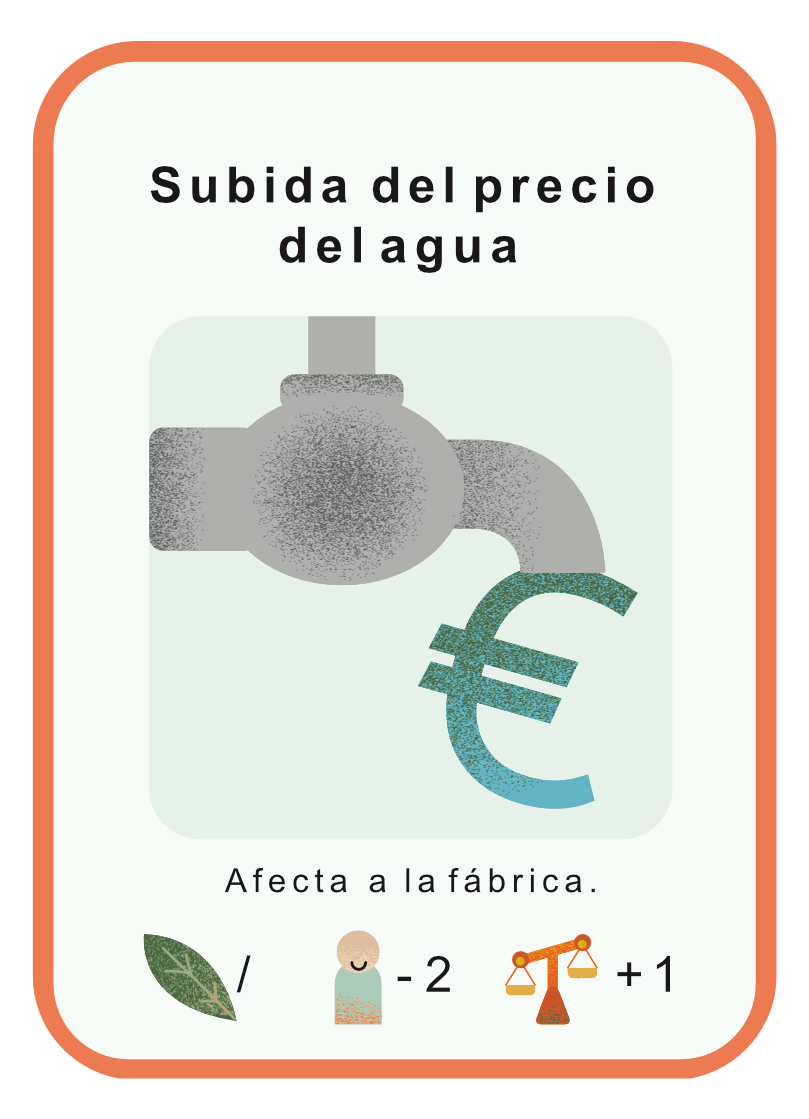 Subida del precio
del agua
€
Afecta a la fábrica.
/ -2 +1